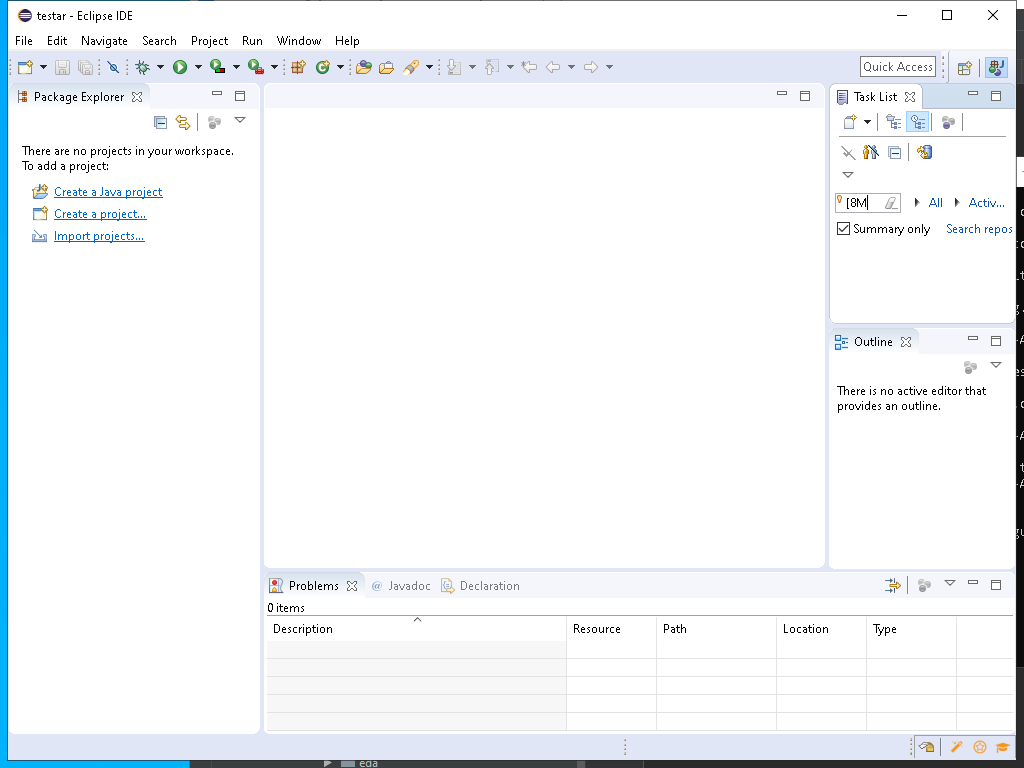 testar - Eclipse IDE
File Edit Navigate Search Project Run Window Help
Quick Access
Package Explorer
There are no projects in your workspace.
To add a project:
Create a Java project
Create a project...
Import projects...
Task List
[8M
All
Activ...
Summary only
Search repos
Outline
There is no active editor that
provides an outline.
Problems
@ Javadoc
Declaration
0 items
Description Resource Path Location Type
eda